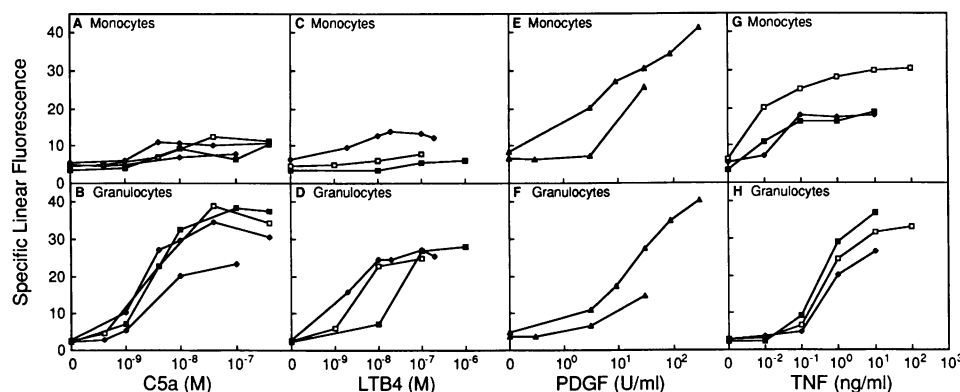 A Monocytes
C Monocytes
E Monocytes
G Monocytes
Specific Linear Fluorescence
40
30
20
10
0
B Granulocytes
D Granulocytes
F Granulocytes
H Granulocytes
40
30
20
10
0
0 10⁻⁹ 10⁻⁸ 10⁻⁷
0 10⁻⁹ 10⁻⁸ 10⁻⁷ 10⁻⁶
0 10⁰ 10¹ 10²
0 10⁻² 10⁻¹ 10⁰ 10¹ 10² 10³
C5a (M)
LTB4 (M)
PDGF (U/ml)
TNF (ng/ml)